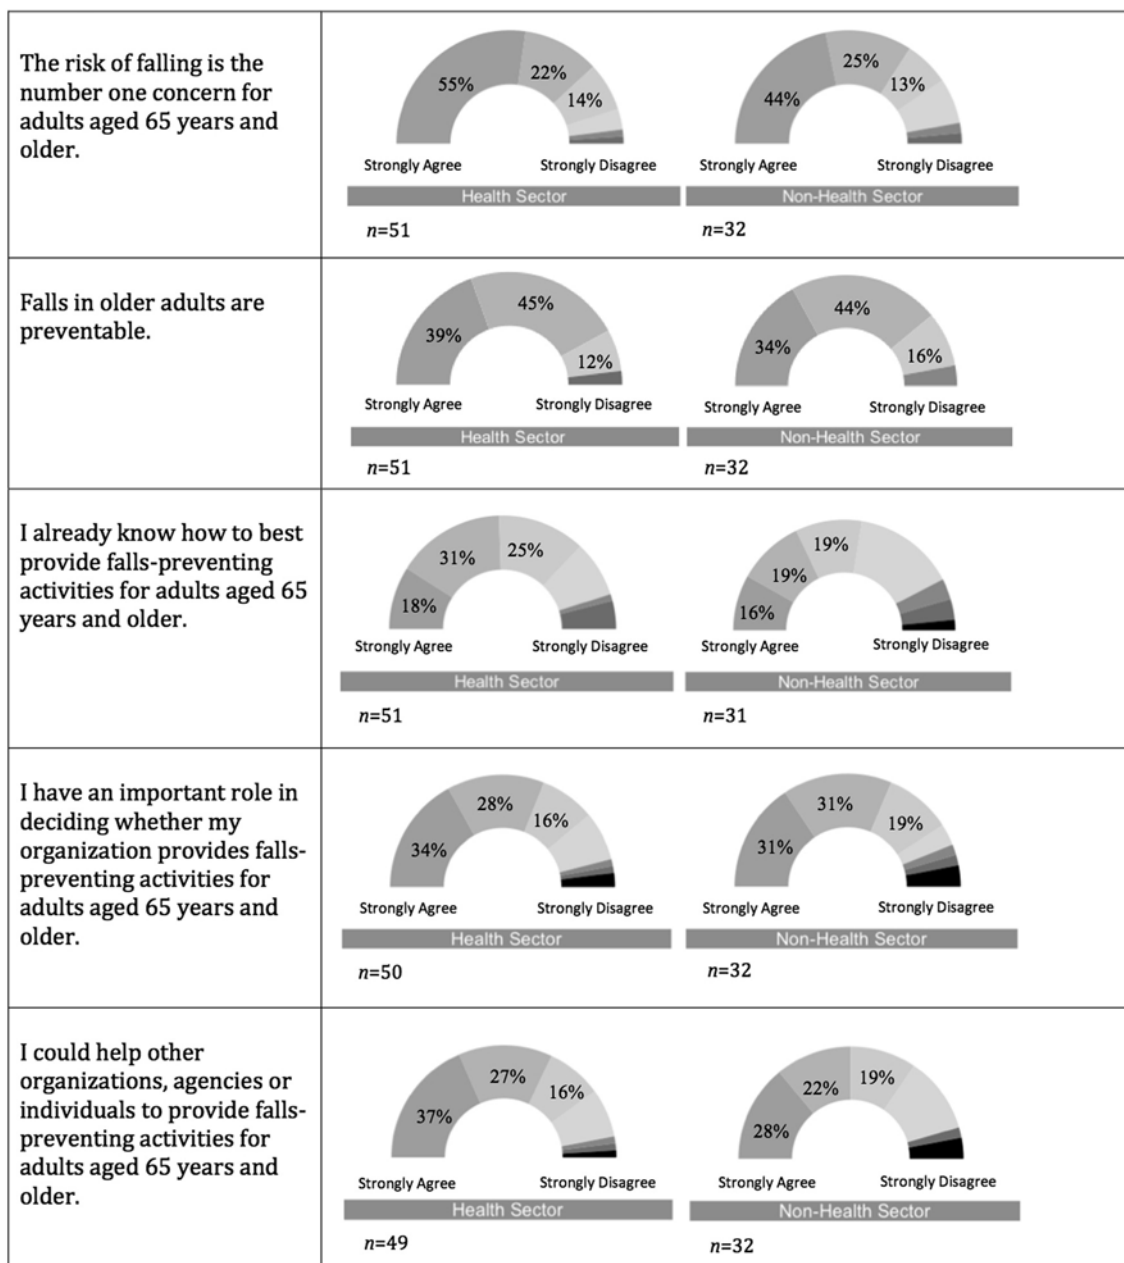 The risk of falling is the
number one concern for
adults aged 65 years and
older.
55%
22%
14%
Strongly Agree
Strongly Disagree
Health Sector
n=51
44%
25%
13%
Strongly Agree
Strongly Disagree
Non-Health Sector
n=32
Falls in older adults are
preventable.
39%
45%
12%
Strongly Agree
Strongly Disagree
Health Sector
n=51
34%
44%
16%
Strongly Agree
Strongly Disagree
Non-Health Sector
n=32
I already know how to best
provide falls-preventing
activities for adults aged 65
years and older.
18%
31%
25%
Strongly Agree
Strongly Disagree
Health Sector
n=51
16%
19%
19%
Strongly Agree
Strongly Disagree
Non-Health Sector
n=31
I have an important role in
deciding whether my
organization provides falls-
preventing activities for
adults aged 65 years and
older.
34%
28%
16%
Strongly Agree
Strongly Disagree
Health Sector
n=50
31%
31%
19%
Strongly Agree
Strongly Disagree
Non-Health Sector
n=32
I could help other
organizations, agencies or
individuals to provide falls-
preventing activities for
adults aged 65 years and
older.
37%
27%
16%
Strongly Agree
Strongly Disagree
Health Sector
n=49
28%
22%
19%
Strongly Agree
Strongly Disagree
Non-Health Sector
n=32